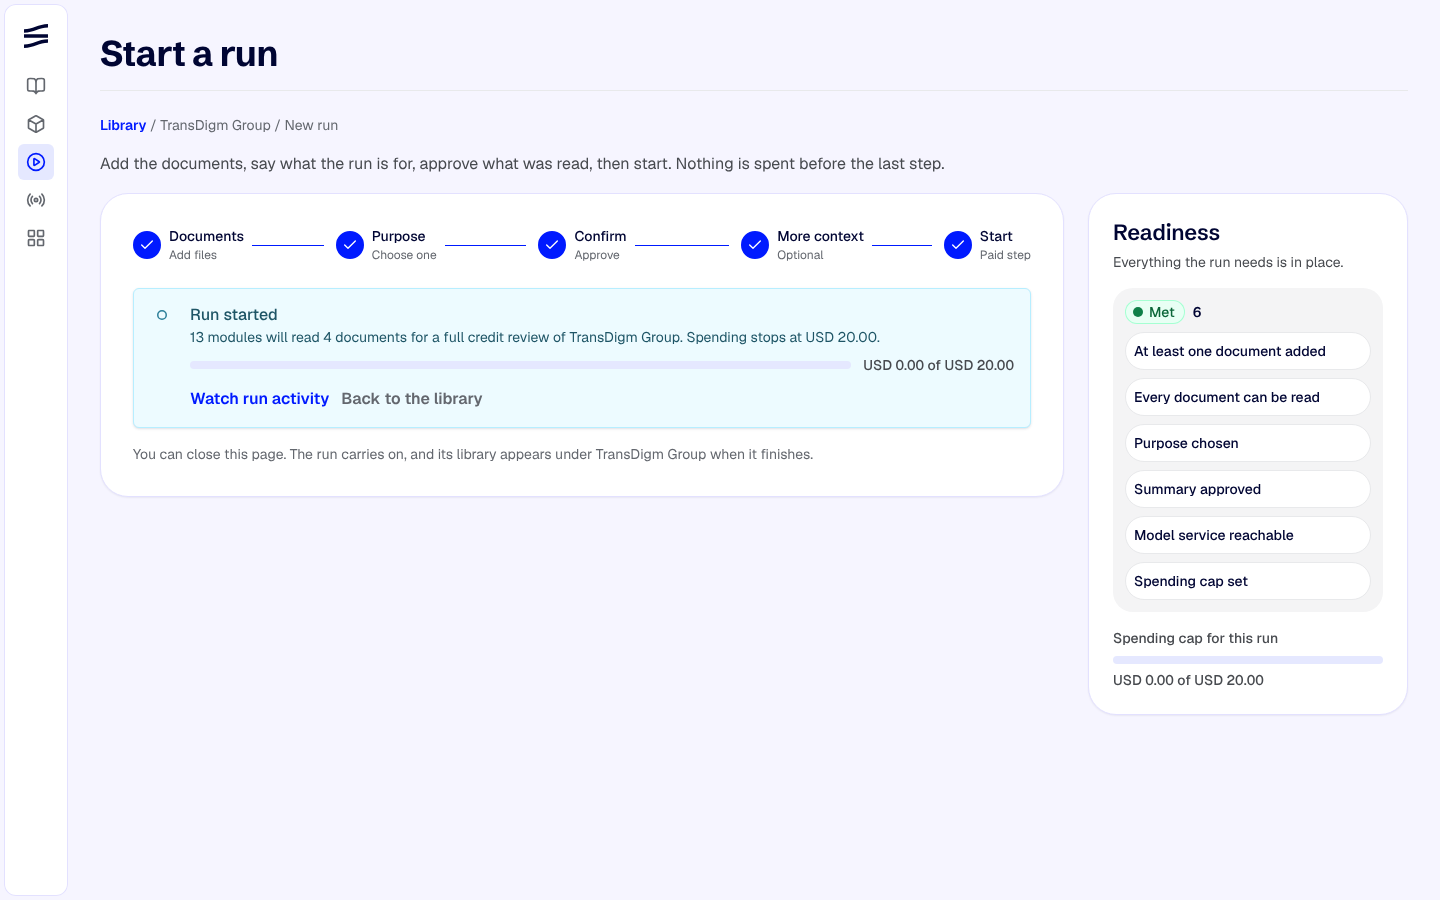 Start a run
Library / TransDigm Group / New run
Add the documents, say what the run is for, approve what was read, then start. Nothing is spent before the last step.
Documents
Add files
Purpose
Choose one
Confirm
Approve
More context
Optional
Start
Paid step
Run started
13 modules will read 4 documents for a full credit review of TransDigm Group. Spending stops at USD 20.00.
USD 0.00 of USD 20.00
Watch run activity Back to the library
You can close this page. The run carries on, and its library appears under TransDigm Group when it finishes.
Readiness
Everything the run needs is in place.
Met 6
At least one document added
Every document can be read
Purpose chosen
Summary approved
Model service reachable
Spending cap set
Spending cap for this run
USD 0.00 of USD 20.00